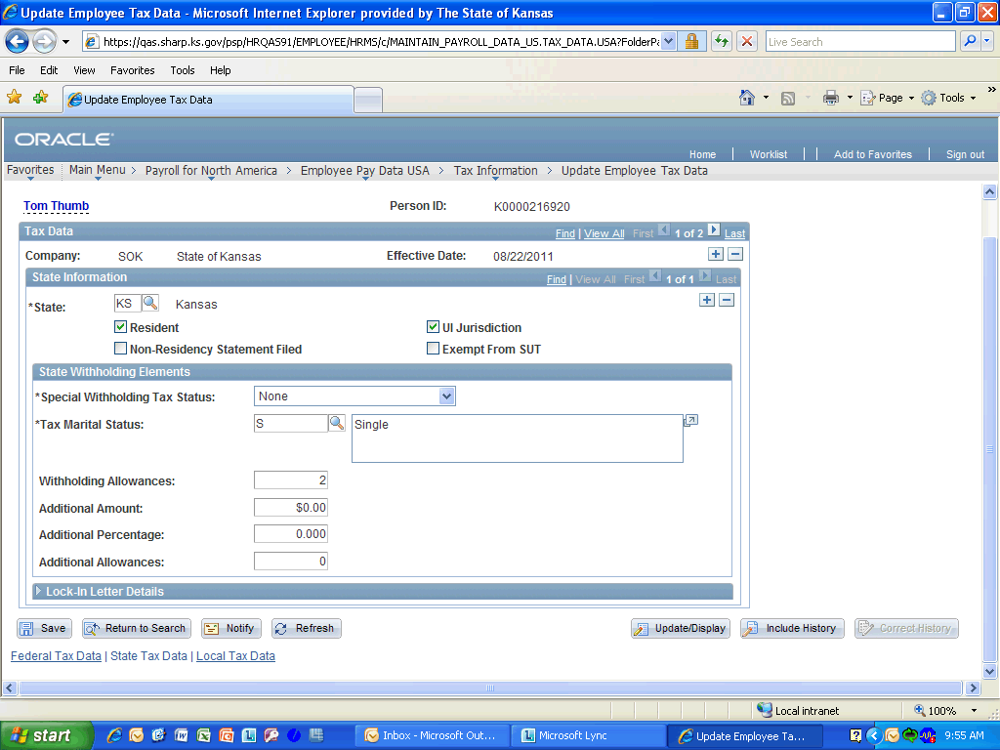 Update Employee Tax Data - Microsoft Internet Explorer provided by The State of Kansas
https://qas.sharp.ks.gov/psp/HRQAS91/EMPLOYEE/HRMS/c/MAINTAIN_PAYROLL_DATA_US.TAX_DATA.USA?FolderPa Live Search
File Edit View Favorites Tools Help
Update Employee Tax Data Page Tools »
ORACLE
Home | Worklist | | Add to Favorites | Sign out
Favorites Main Menu > Payroll for North America > Employee Pay Data USA > Tax Information > Update Employee Tax Data
Tom Thumb Person ID: K0000216920
Tax Data Find | View All First 1 of 2 Last
Company: SOK State of Kansas Effective Date: 08/22/2011
State Information Find | View All First 1 of 1 Last
*State: KS Kansas
Resident UI Jurisdiction
Non-Residency Statement Filed Exempt From SUT
State Withholding Elements
*Special Withholding Tax Status: None
*Tax Marital Status: S Single
Withholding Allowances: 2
Additional Amount: $0.00
Additional Percentage: 0.000
Additional Allowances: 0
Lock-In Letter Details
Save Return to Search Notify Refresh Update/Display Include History Correct History
Federal Tax Data | State Tax Data | Local Tax Data
Local intranet 100%
start Inbox - Microsoft Out... Microsoft Lync Update Employee Ta... 9:55 AM